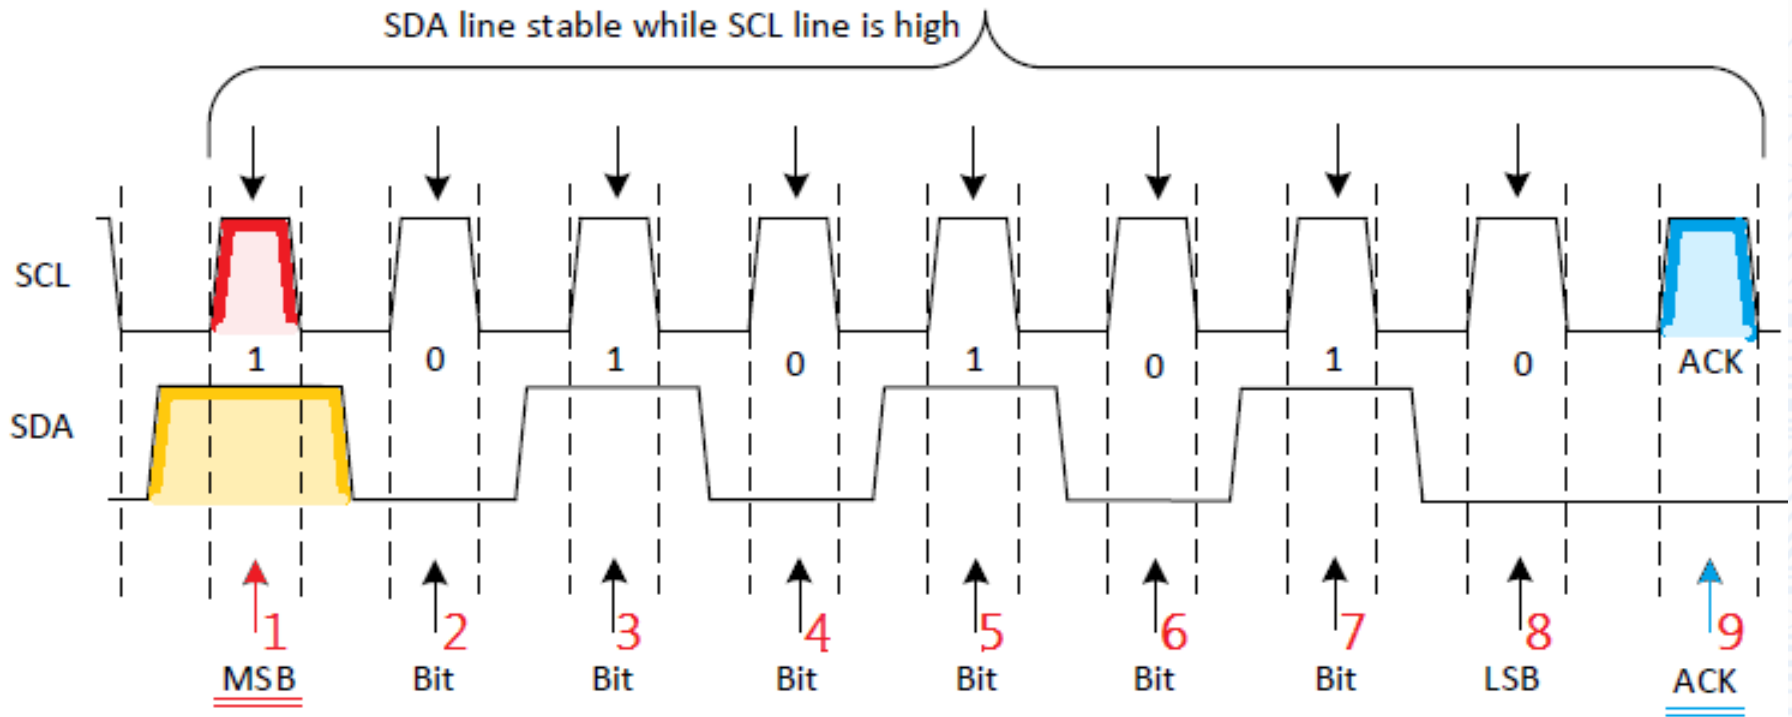 SDA line stable while SCL line is high
SCL
1 0 1 0 1 0 1 0 ACK
SDA
1 2 3 4 5 6 7 8 9
MSB Bit Bit Bit Bit Bit Bit LSB ACK